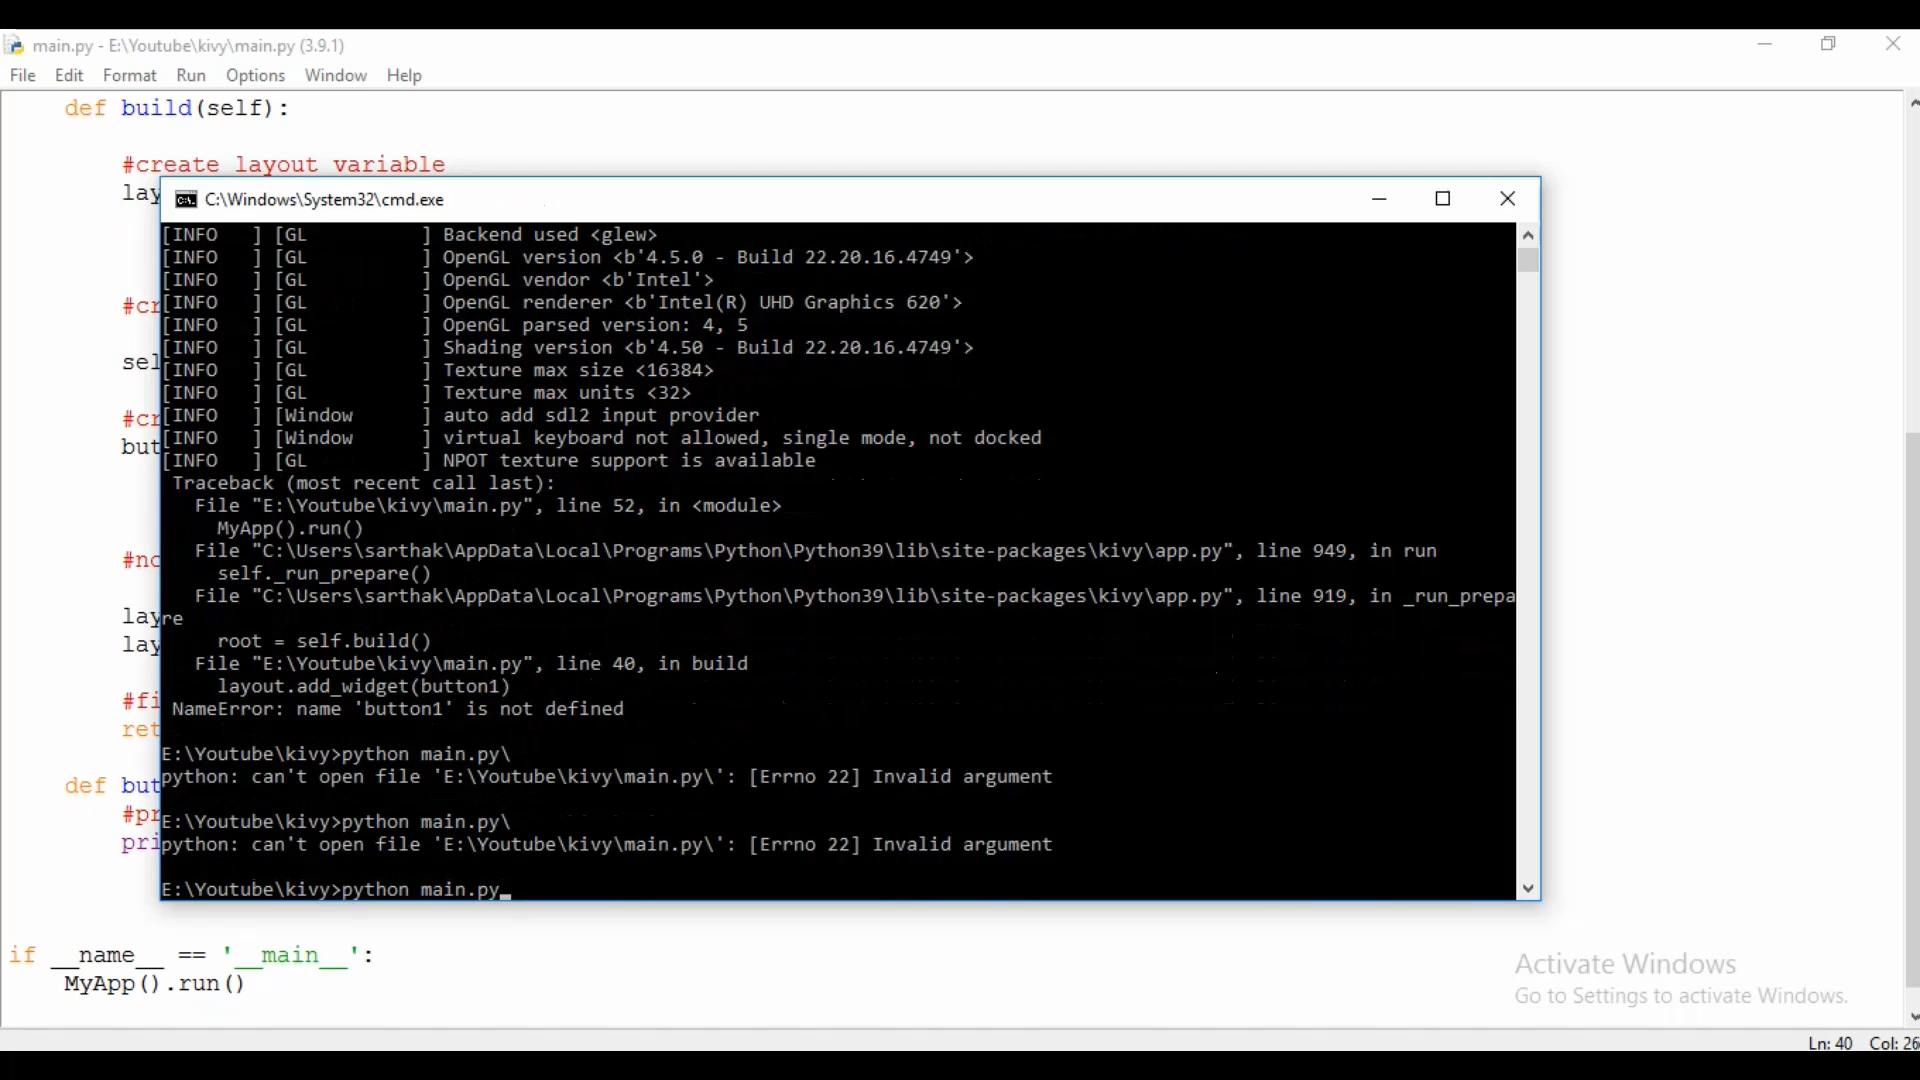 main.py - E:\Youtube\kivy\main.py (3.9.1)
File Edit Format Run Options Window Help
def build(self):
#create layout variable
lay
C:\Windows\System32\cmd.exe
[INFO   ] [GL          ] Backend used <glew>
[INFO   ] [GL          ] OpenGL version <b'4.5.0 - Build 22.20.16.4749'>
[INFO   ] [GL          ] OpenGL vendor <b'Intel'>
[INFO   ] [GL          ] OpenGL renderer <b'Intel(R) UHD Graphics 620'>
#cr
[INFO   ] [GL          ] OpenGL parsed version: 4, 5
[INFO   ] [GL          ] Shading version <b'4.50 - Build 22.20.16.4749'>
sel
[INFO   ] [GL          ] Texture max size <16384>
[INFO   ] [GL          ] Texture max units <32>
#cr
[INFO   ] [Window      ] auto add sdl2 input provider
[INFO   ] [Window      ] virtual keyboard not allowed, single mode, not docked
but
[INFO   ] [GL          ] NPOT texture support is available
Traceback (most recent call last):
File "E:\Youtube\kivy\main.py", line 52, in <module>
MyApp().run()
File "C:\Users\sarthak\AppData\Local\Programs\Python\Python39\lib\site-packages\kivy\app.py", line 949, in run
#no
self._run_prepare()
File "C:\Users\sarthak\AppData\Local\Programs\Python\Python39\lib\site-packages\kivy\app.py", line 919, in _run_prepa
lay
re
lay
root = self.build()
File "E:\Youtube\kivy\main.py", line 40, in build
layout.add_widget(button1)
#fi
NameError: name 'button1' is not defined
ret
E:\Youtube\kivy>python main.py\
python: can't open file 'E:\Youtube\kivy\main.py\': [Errno 22] Invalid argument
def but
#pr
E:\Youtube\kivy>python main.py\
pri
python: can't open file 'E:\Youtube\kivy\main.py\': [Errno 22] Invalid argument
E:\Youtube\kivy>python main.py_
if __name__ == '__main__':
MyApp().run()
Activate Windows
Go to Settings to activate Windows.
Ln: 40 Col: 26